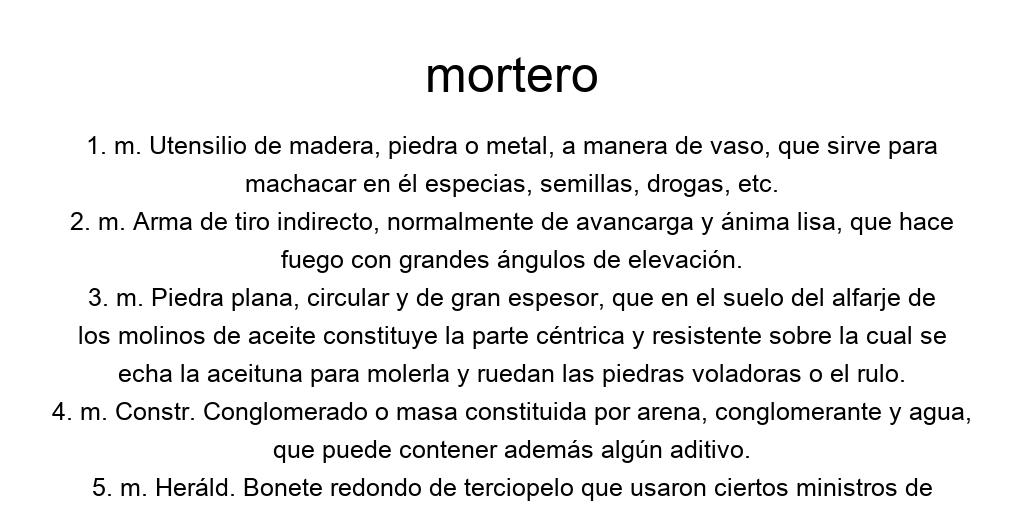 mortero
1. m. Utensilio de madera, piedra o metal, a manera de vaso, que sirve para
machacar en él especias, semillas, drogas, etc.
2. m. Arma de tiro indirecto, normalmente de avancarga y ánima lisa, que hace
fuego con grandes ángulos de elevación.
3. m. Piedra plana, circular y de gran espesor, que en el suelo del alfarje de
los molinos de aceite constituye la parte céntrica y resistente sobre la cual se
echa la aceituna para molerla y ruedan las piedras voladoras o el rulo.
4. m. Constr. Conglomerado o masa constituida por arena, conglomerante y agua,
que puede contener además algún aditivo.
5. m. Heráld. Bonete redondo de terciopelo que usaron ciertos ministros de